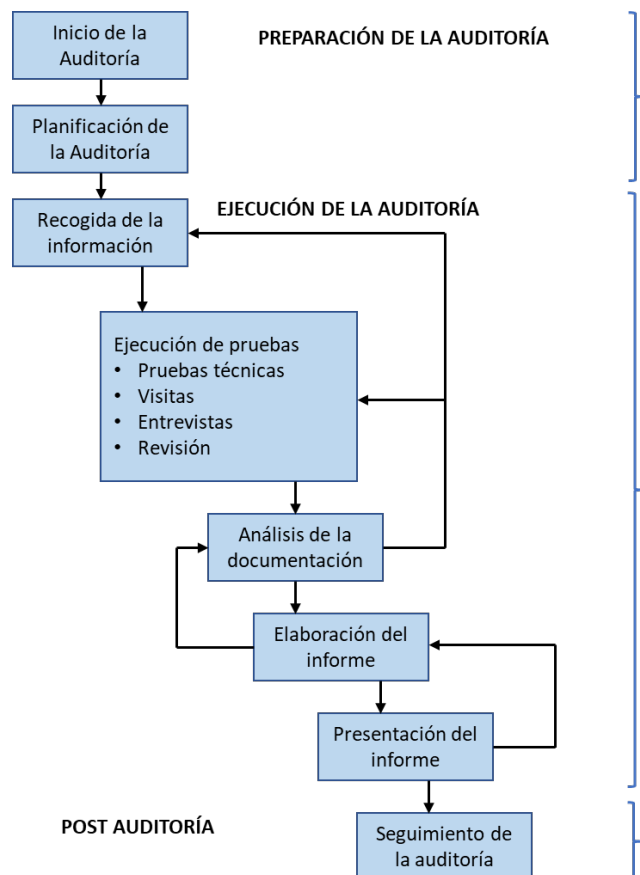 Inicio de la
Auditoría
PREPARACIÓN DE LA AUDITORÍA
Planificación de
la Auditoría
Recogida de la
información
EJECUCIÓN DE LA AUDITORÍA
Ejecución de pruebas
• Pruebas técnicas
• Visitas
• Entrevistas
• Revisión
Análisis de la
documentación
Elaboración del
informe
Presentación del
informe
POST AUDITORÍA
Seguimiento de
la auditoría